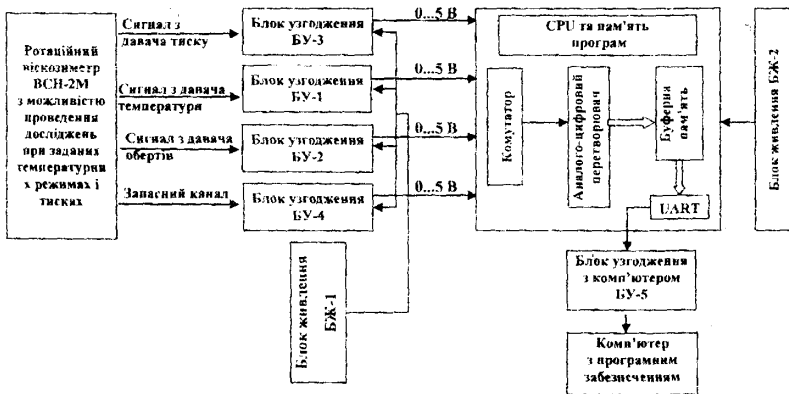 Ротаційний
віскозиметр
ВСН-2М
з можливістю
проведення
досліджень
при заданих
температурни
х режимах і
тисках
Сигнал з
давача тиску
Сигнал з давача
температури
Сигнал з давача
обертів
Запасний канал
Блок узгодження
БУ-3
Блок узгодження
БУ-1
Блок узгодження
БУ-2
Блок узгодження
БУ-4
Блок живлення
БЖ-1
0...5 В
0...5 В
0...5 В
0...5 В
CPU та пам'ять
програм
Комутатор
Аналого-цифровий
перетворювач
Буферна
пам'ять
UART
Блок живлення БЖ-2
Блок узгодження
з комп'ютером
БУ-5
Комп'ютер
з програмним
забезпеченням